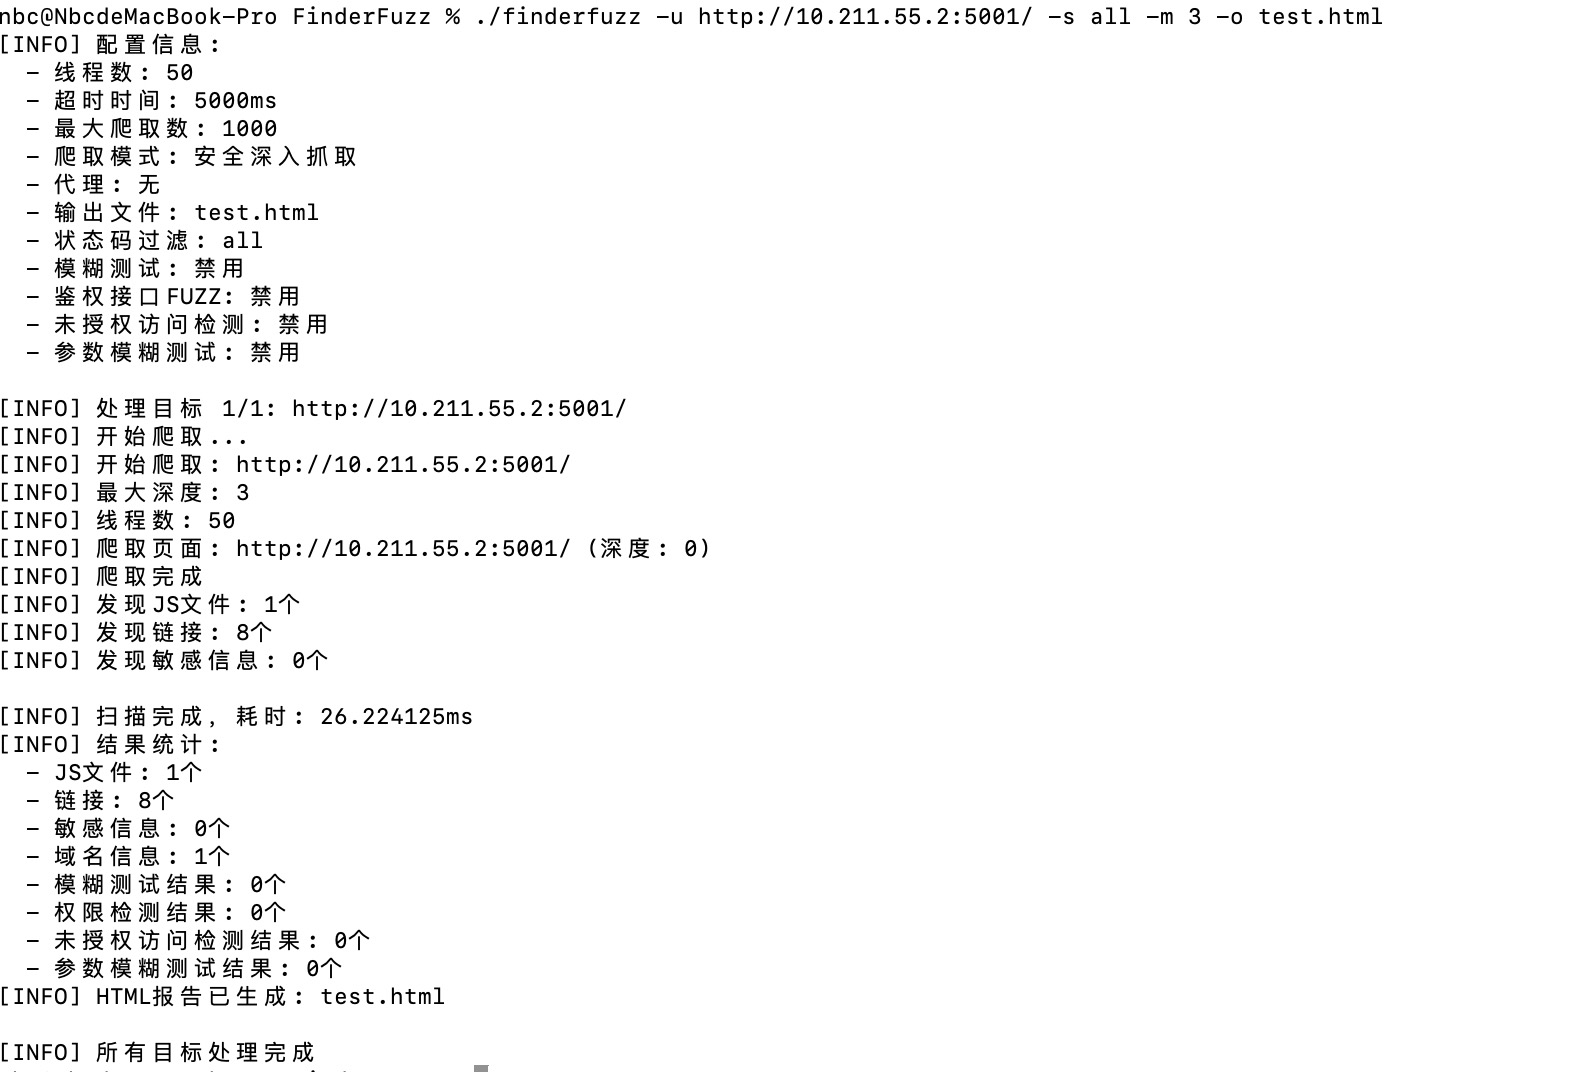 nbc@NbcdeMacBook-Pro FinderFuzz % ./finderfuzz -u http://10.211.55.2:5001/ -s all -m 3 -o test.html
[INFO] 配置信息:
- 线程数: 50
- 超时时间: 5000ms
- 最大爬取数: 1000
- 爬取模式: 安全深入抓取
- 代理: 无
- 输出文件: test.html
- 状态码过滤: all
- 模糊测试: 禁用
- 鉴权接口FUZZ: 禁用
- 未授权访问检测: 禁用
- 参数模糊测试: 禁用
[INFO] 处理目标 1/1: http://10.211.55.2:5001/
[INFO] 开始爬取...
[INFO] 开始爬取: http://10.211.55.2:5001/
[INFO] 最大深度: 3
[INFO] 线程数: 50
[INFO] 爬取页面: http://10.211.55.2:5001/ (深度: 0)
[INFO] 爬取完成
[INFO] 发现JS文件: 1个
[INFO] 发现链接: 8个
[INFO] 发现敏感信息: 0个
[INFO] 扫描完成, 耗时: 26.224125ms
[INFO] 结果统计:
- JS文件: 1个
- 链接: 8个
- 敏感信息: 0个
- 域名信息: 1个
- 模糊测试结果: 0个
- 权限检测结果: 0个
- 未授权访问检测结果: 0个
- 参数模糊测试结果: 0个
[INFO] HTML报告已生成: test.html
[INFO] 所有目标处理完成